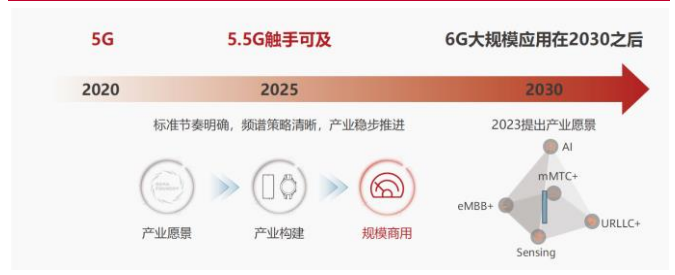 5G
5.5G触手可及
6G大规模应用在2030之后
2020
2025
2030
标准节奏明确，频谱策略清晰，产业稳步推进
2023提出产业愿景
产业愿景
产业构建
规模商用
AI
mMTC+
eMBB+
URLLC+
Sensing